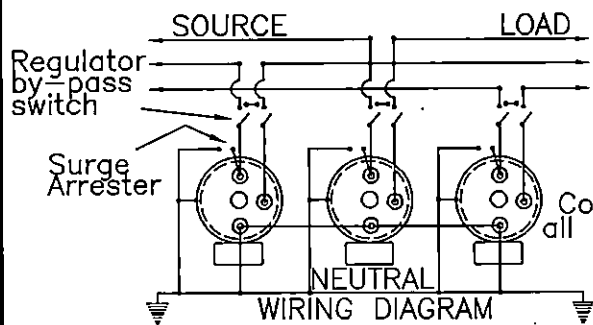 SOURCE LOAD
Regulator
by-pass
switch
Surge
Arrester
Co
all
NEUTRAL
WIRING DIAGRAM